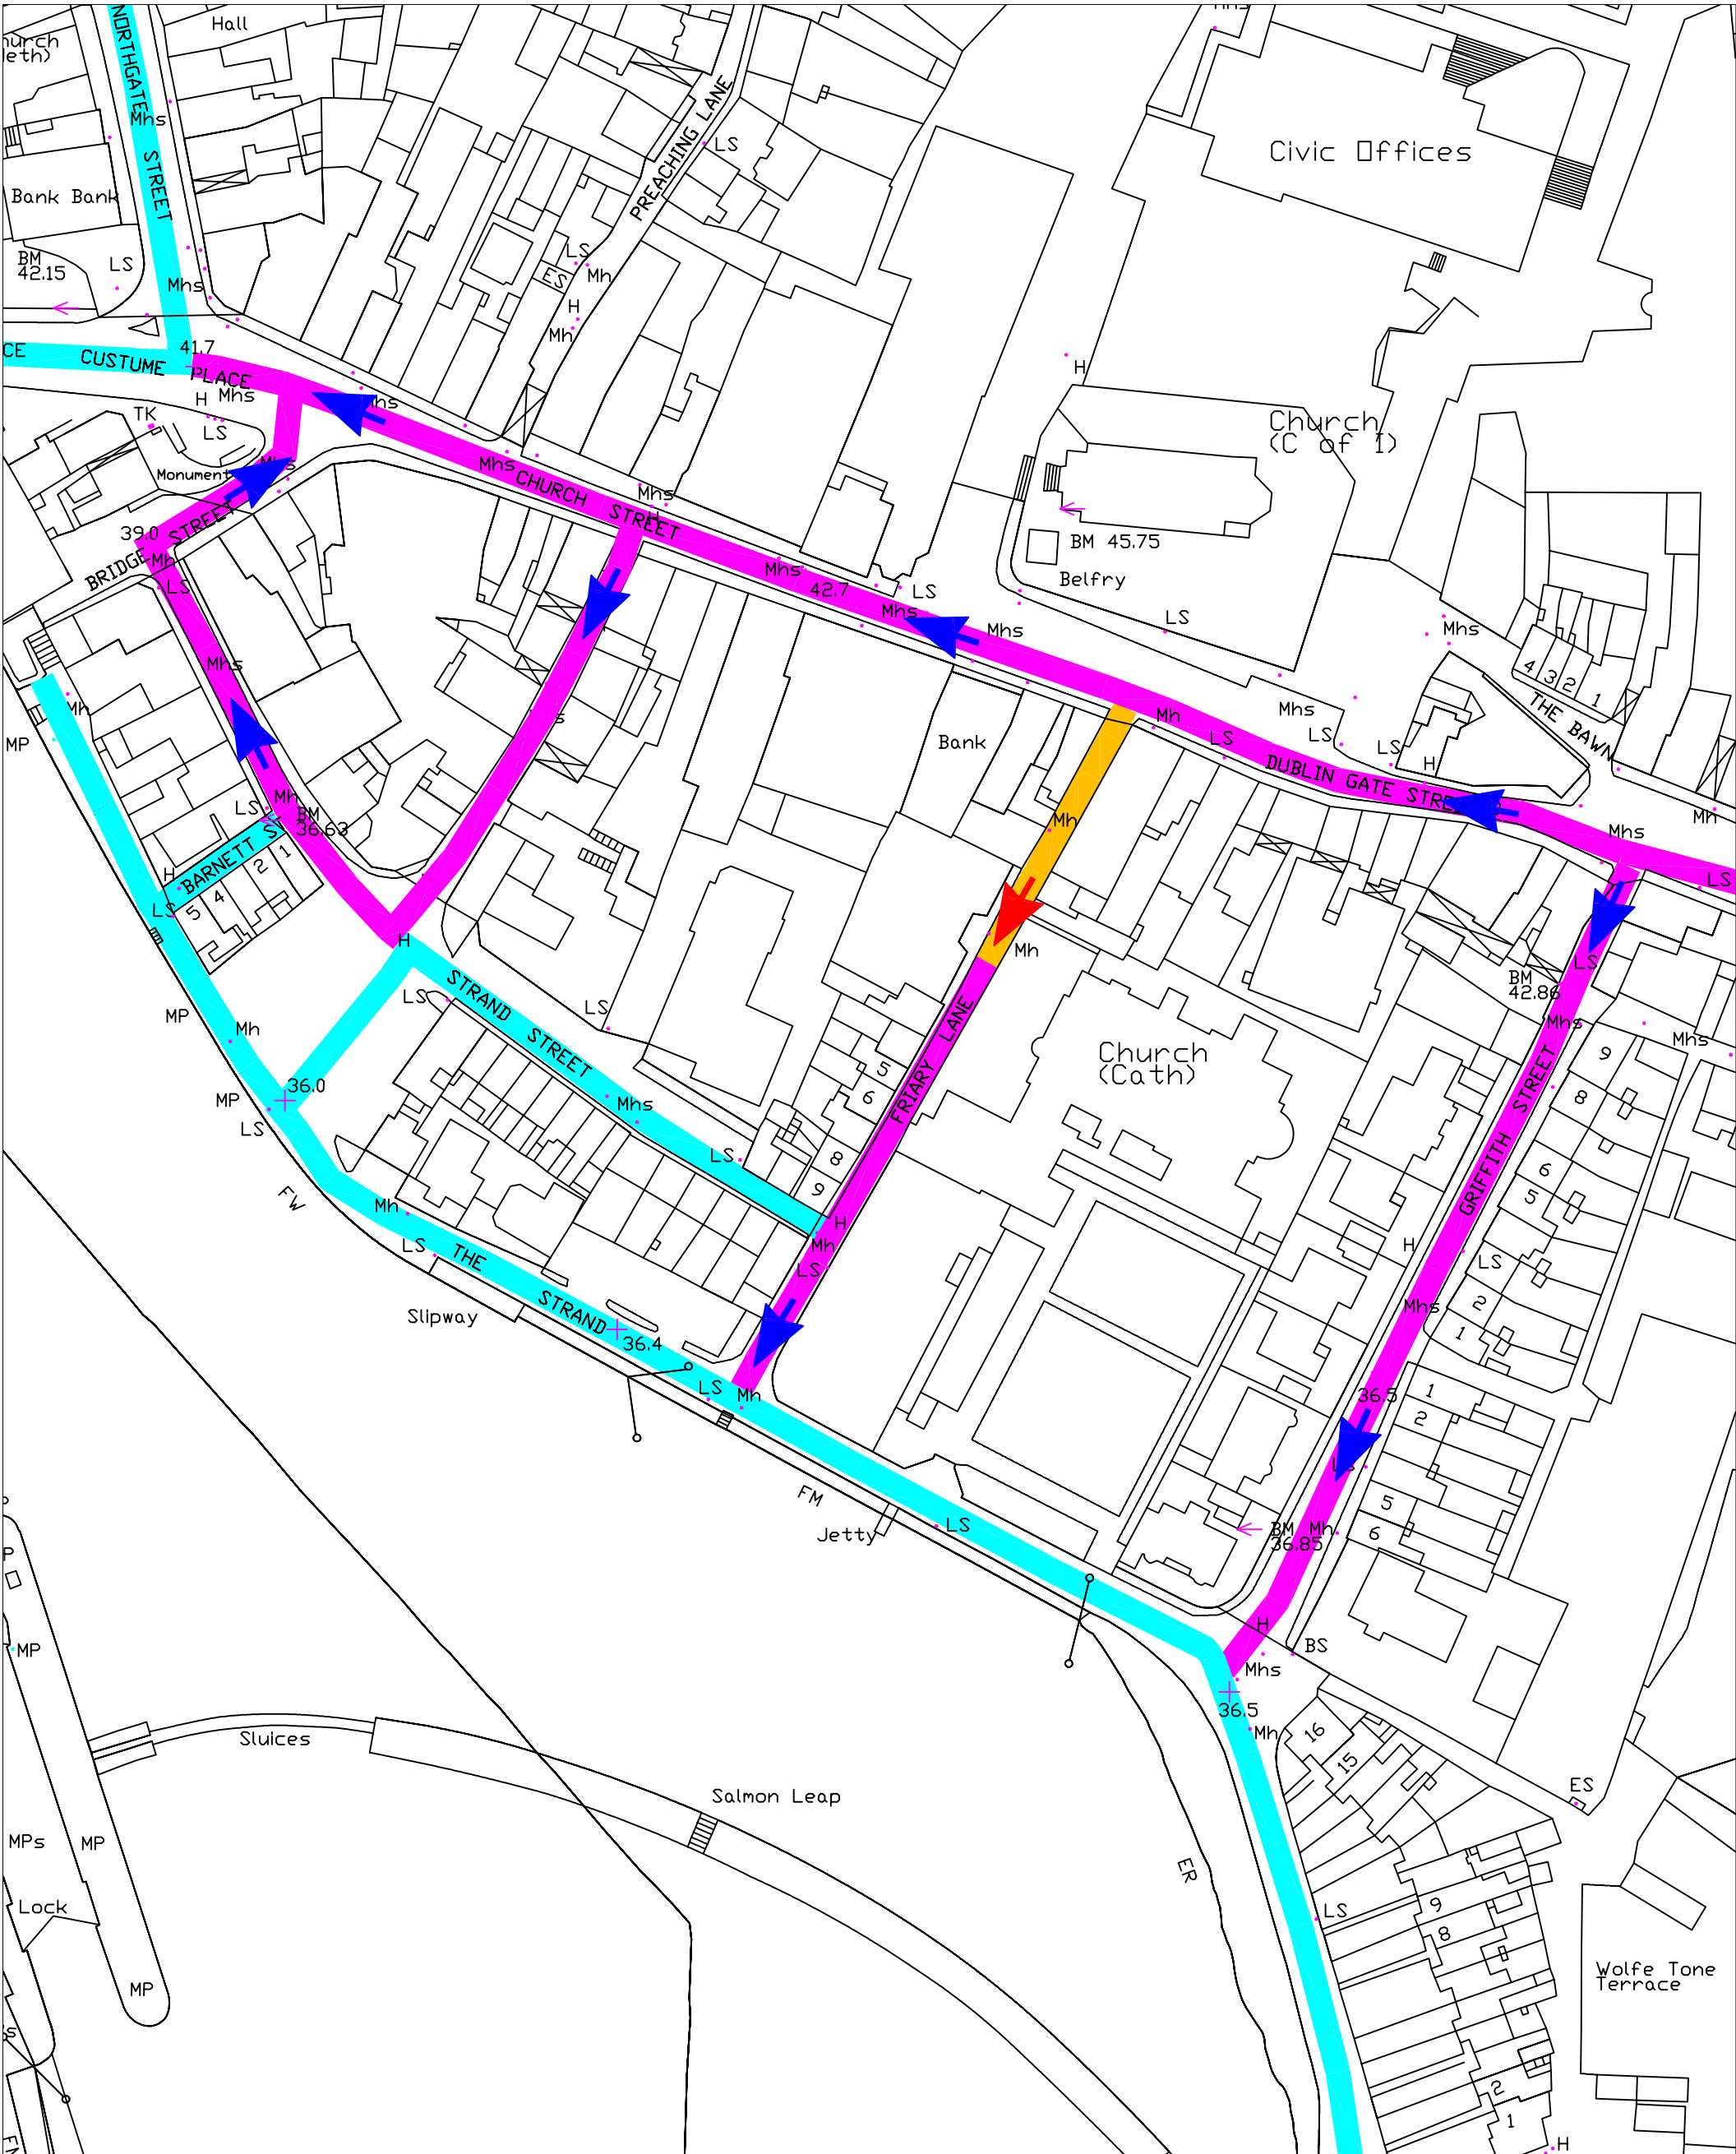 Hall
NORTHGATE
STREET
Mhs
Bank Bank
BM
42.15
LS
Mhs
PREACHING LANE
LS
LS
Mh
ES
H
Mh
Civic Offices
CUSTUME
PLACE
41.7
H
Mhs
LS
TK
Mhs
Monument
Mhs
39.0
BRIDGE STREET
Mh
LS
Mhs
CHURCH
STREET
Mhs
H
Mhs
42.7
Mhs
LS
Mhs
H
Church
(C of I)
BM 45.75
Belfry
LS
Mhs
4
3
2
1
THE BAWN
Mhs
Mh
LS
LS
LS
H
DUBLIN GATE STREET
Mhs
Mh
LS
Bank
Mh
Mh
Mh
MP
Mhs
LS
Mh
BM
36.63
BARNETT S
H
LS
5
4
2
1
H
LS
MP
Mh
MP
36.0
LS
STRAND
STREET
LS
Mhs
LS
5
6
8
9
FRIARY LANE
Church
(Cath)
H
Mh
LS
BM
42.86
LS
Mhs
Mhs
GRIFFITH STREET
9
8
6
5
LS
2
1
H
Mhs
1
2
36.5
LS
5
6
BM
36.85
Mh
FW
Mh
LS
THE
STRAND
36.4
Slipway
LS
Mh
FM
Jetty
LS
H
BS
Mhs
36.5
Mh
16
15
ES
MP
Sluices
Salmon Leap
MPs
MP
Lock
MP
ER
LS
9
8
Wolfe Tone
Terrace
2
1
H